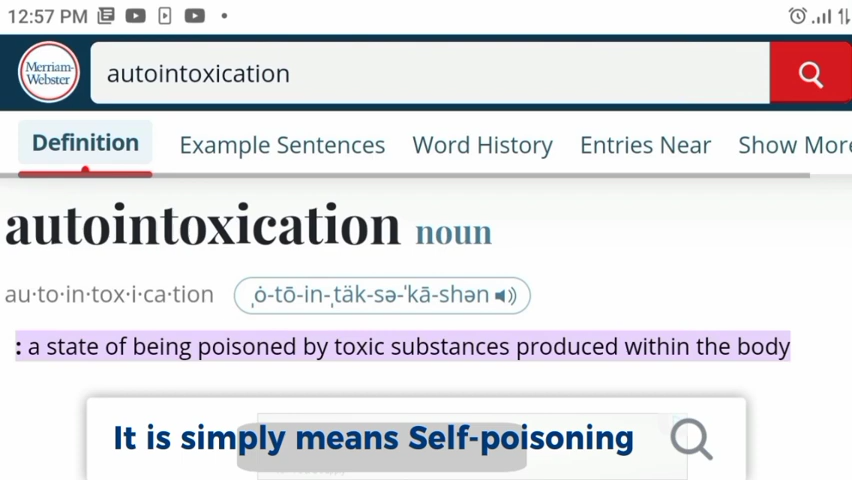 12:57 PM
Merriam-
Webster
autointoxication
Definition Example Sentences Word History Entries Near Show More
autointoxication noun
au·to·in·tox·i·ca·tion ˌȯ-tō-in-ˌtäk-sə-ˈkā-shən
: a state of being poisoned by toxic substances produced within the body
It is simply means Self-poisoning